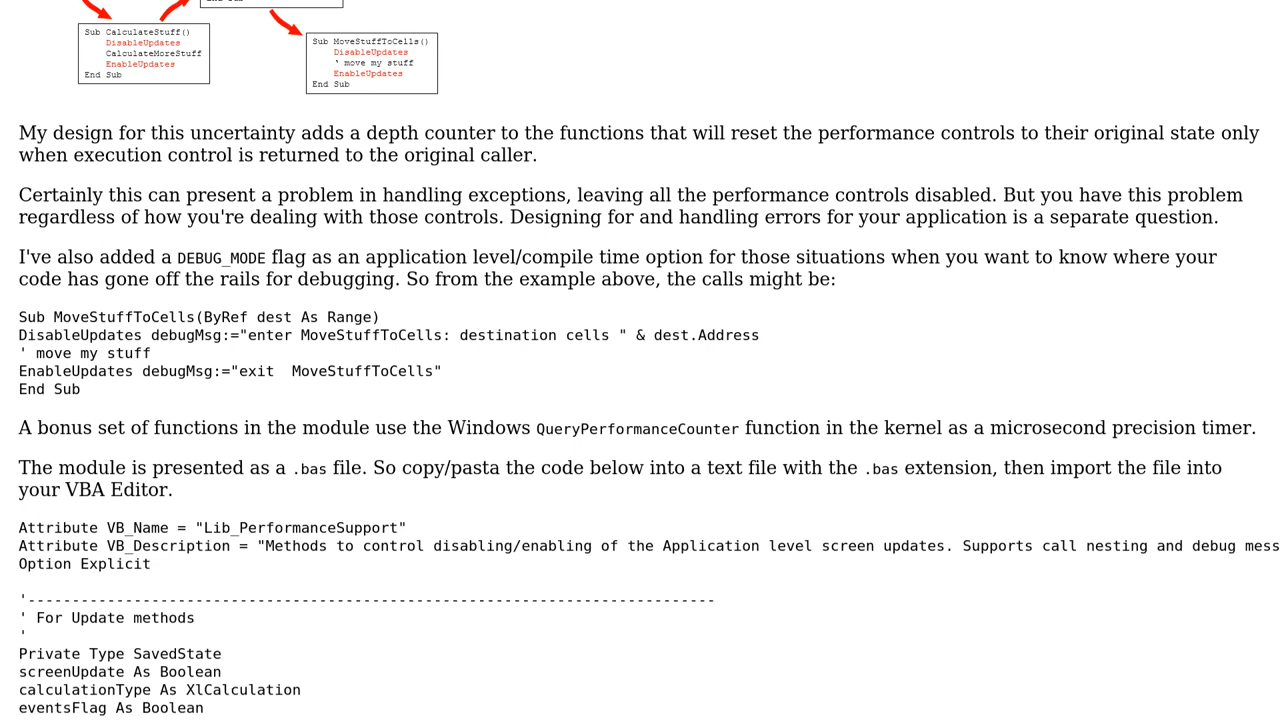 Sub CalculateStuff()
DisableUpdates
CalculateMoreStuff
EnableUpdates
End Sub
Sub MoveStuffToCells()
DisableUpdates
' move my stuff
EnableUpdates
End Sub
My design for this uncertainty adds a depth counter to the functions that will reset the performance controls to their original state only
when execution control is returned to the original caller.
Certainly this can present a problem in handling exceptions, leaving all the performance controls disabled. But you have this problem
regardless of how you're dealing with those controls. Designing for and handling errors for your application is a separate question.
I've also added a DEBUG_MODE flag as an application level/compile time option for those situations when you want to know where your
code has gone off the rails for debugging. So from the example above, the calls might be:
Sub MoveStuffToCells(ByRef dest As Range)
DisableUpdates debugMsg:="enter MoveStuffToCells: destination cells " & dest.Address
' move my stuff
EnableUpdates debugMsg:="exit  MoveStuffToCells"
End Sub
A bonus set of functions in the module use the Windows QueryPerformanceCounter function in the kernel as a microsecond precision timer.
The module is presented as a .bas file. So copy/pasta the code below into a text file with the .bas extension, then import the file into
your VBA Editor.
Attribute VB_Name = "Lib_PerformanceSupport"
Attribute VB_Description = "Methods to control disabling/enabling of the Application level screen updates. Supports call nesting and debug mess
Option Explicit
'------------------------------------------------------------------------------
' For Update methods
'
Private Type SavedState
screenUpdate As Boolean
calculationType As XlCalculation
eventsFlag As Boolean